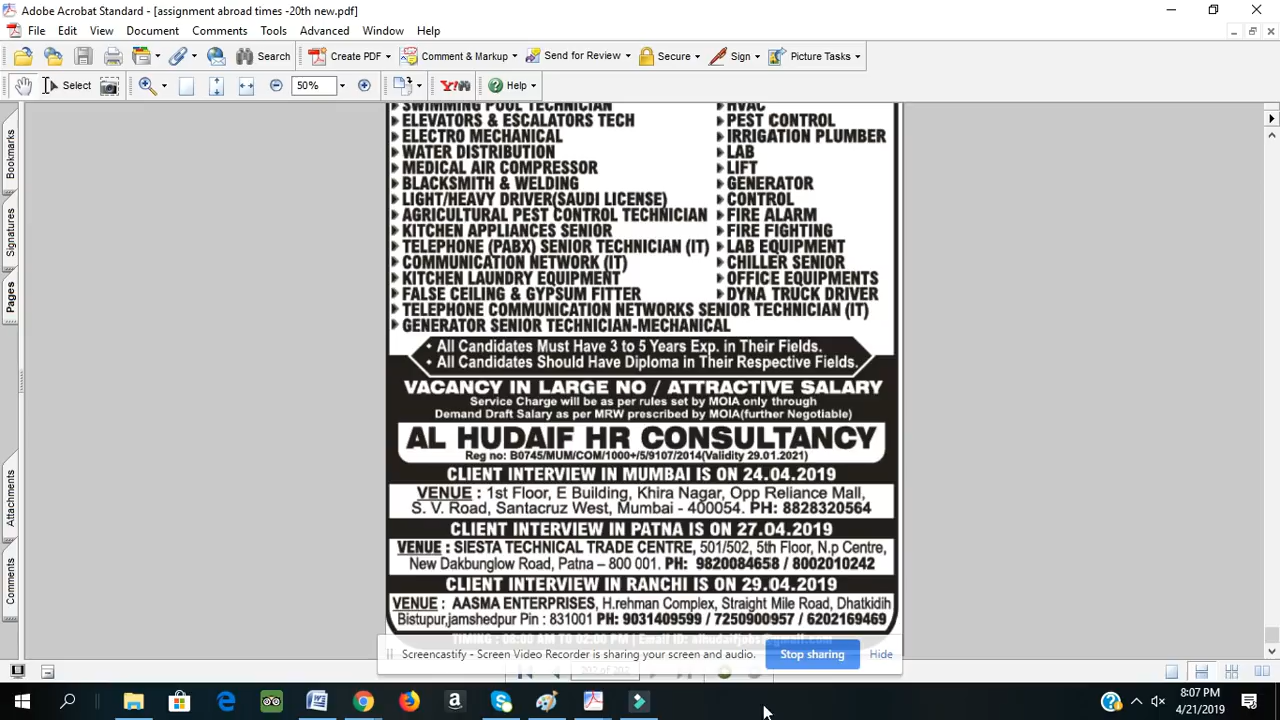 Adobe Acrobat Standard - [assignment abroad times -20th new.pdf]
File Edit View Document Comments Tools Advanced Window Help
Search Create PDF Comment & Markup Send for Review Secure Sign Picture Tasks
Select 50% Y! Help
Bookmarks
Signatures
Pages
Attachments
Comments
SWIMMING POOL TECHNICIAN
ELEVATORS & ESCALATORS TECH
ELECTRO MECHANICAL
WATER DISTRIBUTION
MEDICAL AIR COMPRESSOR
BLACKSMITH & WELDING
LIGHT/HEAVY DRIVER(SAUDI LICENSE)
AGRICULTURAL PEST CONTROL TECHNICIAN
KITCHEN APPLIANCES SENIOR
TELEPHONE (PABX) SENIOR TECHNICIAN (IT)
COMMUNICATION NETWORK (IT)
KITCHEN LAUNDRY EQUIPMENT
FALSE CEILING & GYPSUM FITTER
HVAC
PEST CONTROL
IRRIGATION PLUMBER
LAB
LIFT
GENERATOR
CONTROL
FIRE ALARM
FIRE FIGHTING
LAB EQUIPMENT
CHILLER SENIOR
OFFICE EQUIPMENTS
DYNA TRUCK DRIVER
TELEPHONE COMMUNICATION NETWORKS SENIOR TECHNICIAN (IT)
GENERATOR SENIOR TECHNICIAN-MECHANICAL
• All Candidates Must Have 3 to 5 Years Exp. in Their Fields.
• All Candidates Should Have Diploma in Their Respective Fields.
VACANCY IN LARGE NO / ATTRACTIVE SALARY
Service Charge will be as per rules set by MOIA only through
Demand Draft Salary as per MRW prescribed by MOIA(further Negotiable)
AL HUDAIF HR CONSULTANCY
Reg no: B0745/MUM/COM/1000+/5/9107/2014(Validity 29.01.2021)
CLIENT INTERVIEW IN MUMBAI IS ON 24.04.2019
VENUE : 1st Floor, E Building, Khira Nagar, Opp Reliance Mall,
S. V. Road, Santacruz West, Mumbai - 400054. PH: 8828320564
CLIENT INTERVIEW IN PATNA IS ON 27.04.2019
VENUE : SIESTA TECHNICAL TRADE CENTRE, 501/502, 5th Floor, N.p Centre,
New Dakbunglow Road, Patna – 800 001. PH: 9820084658 / 8002010242
CLIENT INTERVIEW IN RANCHI IS ON 29.04.2019
VENUE : AASMA ENTERPRISES, H.rehman Complex, Straight Mile Road, Dhatkidih
Bistupur,jamshedpur Pin : 831001 PH: 9031409599 / 7250900957 / 6202169469
Screencastify - Screen Video Recorder is sharing your screen and audio. Stop sharing Hide
202 of 202
8:07 PM
4/21/2019